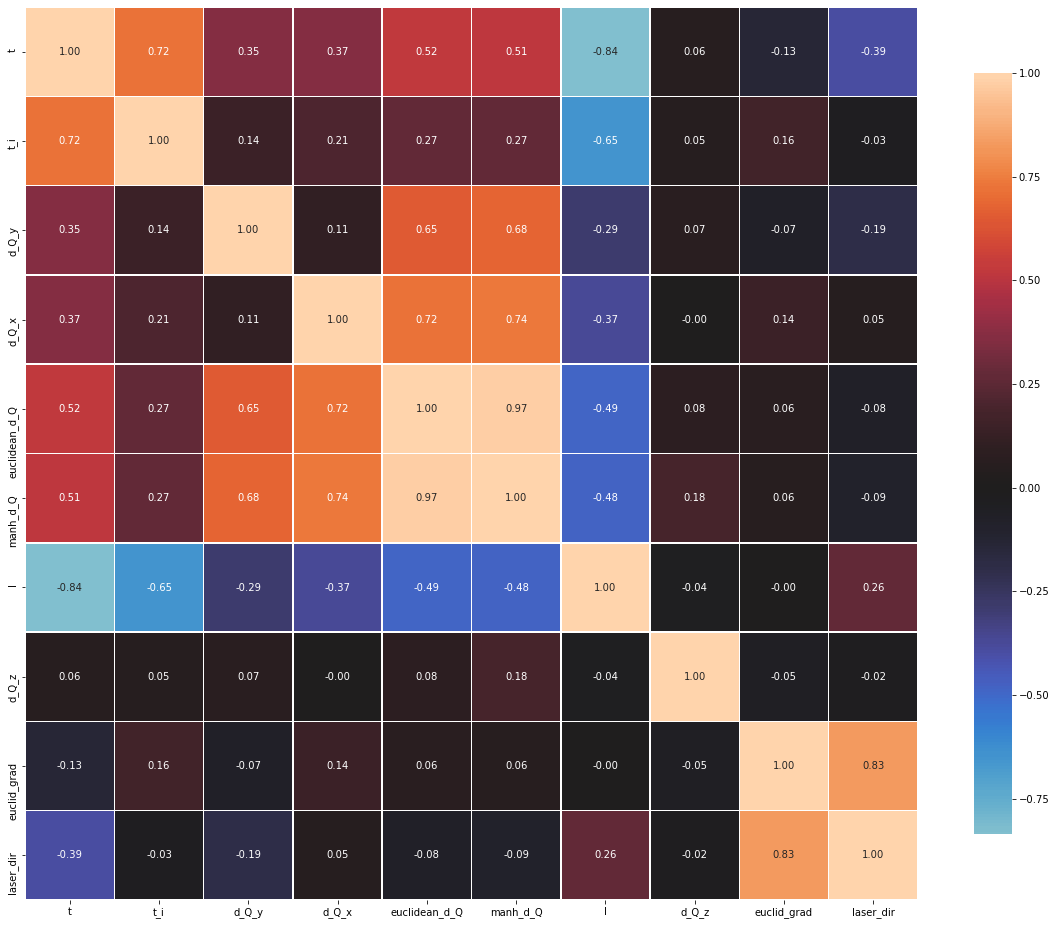 t 1.00 0.72 0.35 0.37 0.52 0.51 -0.84 0.06 -0.13 -0.39
t_i 0.72 1.00 0.14 0.21 0.27 0.27 -0.65 0.05 0.16 -0.03
d_Q_y 0.35 0.14 1.00 0.11 0.65 0.68 -0.29 0.07 -0.07 -0.19
d_Q_x 0.37 0.21 0.11 1.00 0.72 0.74 -0.37 -0.00 0.14 0.05
euclidean_d_Q 0.52 0.27 0.65 0.72 1.00 0.97 -0.49 0.08 0.06 -0.08
manh_d_Q 0.51 0.27 0.68 0.74 0.97 1.00 -0.48 0.18 0.06 -0.09
I -0.84 -0.65 -0.29 -0.37 -0.49 -0.48 1.00 -0.04 -0.00 0.26
d_Q_z 0.06 0.05 0.07 -0.00 0.08 0.18 -0.04 1.00 -0.05 -0.02
euclid_grad -0.13 0.16 -0.07 0.14 0.06 0.06 -0.00 -0.05 1.00 0.83
laser_dir -0.39 -0.03 -0.19 0.05 -0.08 -0.09 0.26 -0.02 0.83 1.00
t t_i d_Q_y d_Q_x euclidean_d_Q manh_d_Q I d_Q_z euclid_grad laser_dir
1.00
0.75
0.50
0.25
0.00
−0.25
−0.50
−0.75